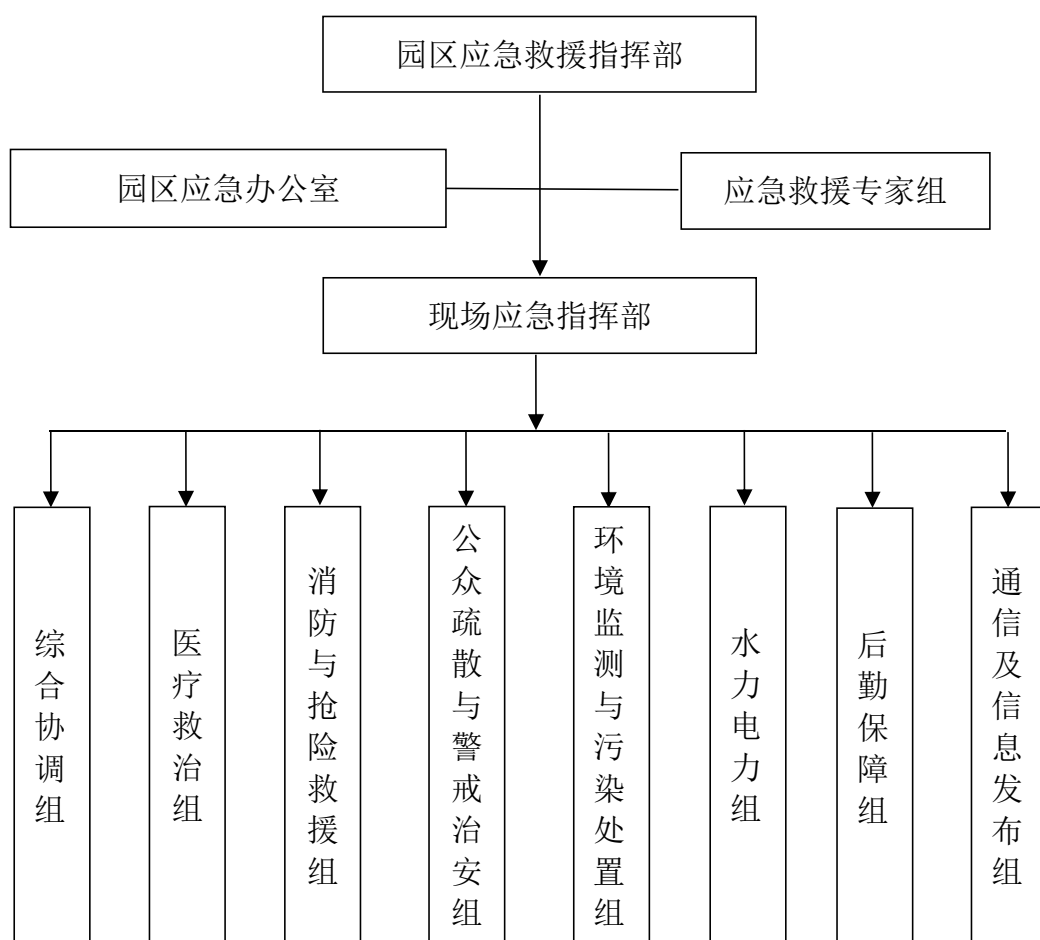 园区应急救援指挥部
园区应急办公室
应急救援专家组
现场应急指挥部
综合协调组
医疗救治组
消防与抢险救援组
公众疏散与警戒治安组
环境监测与污染处置组
水力电力组
后勤保障组
通信及信息发布组